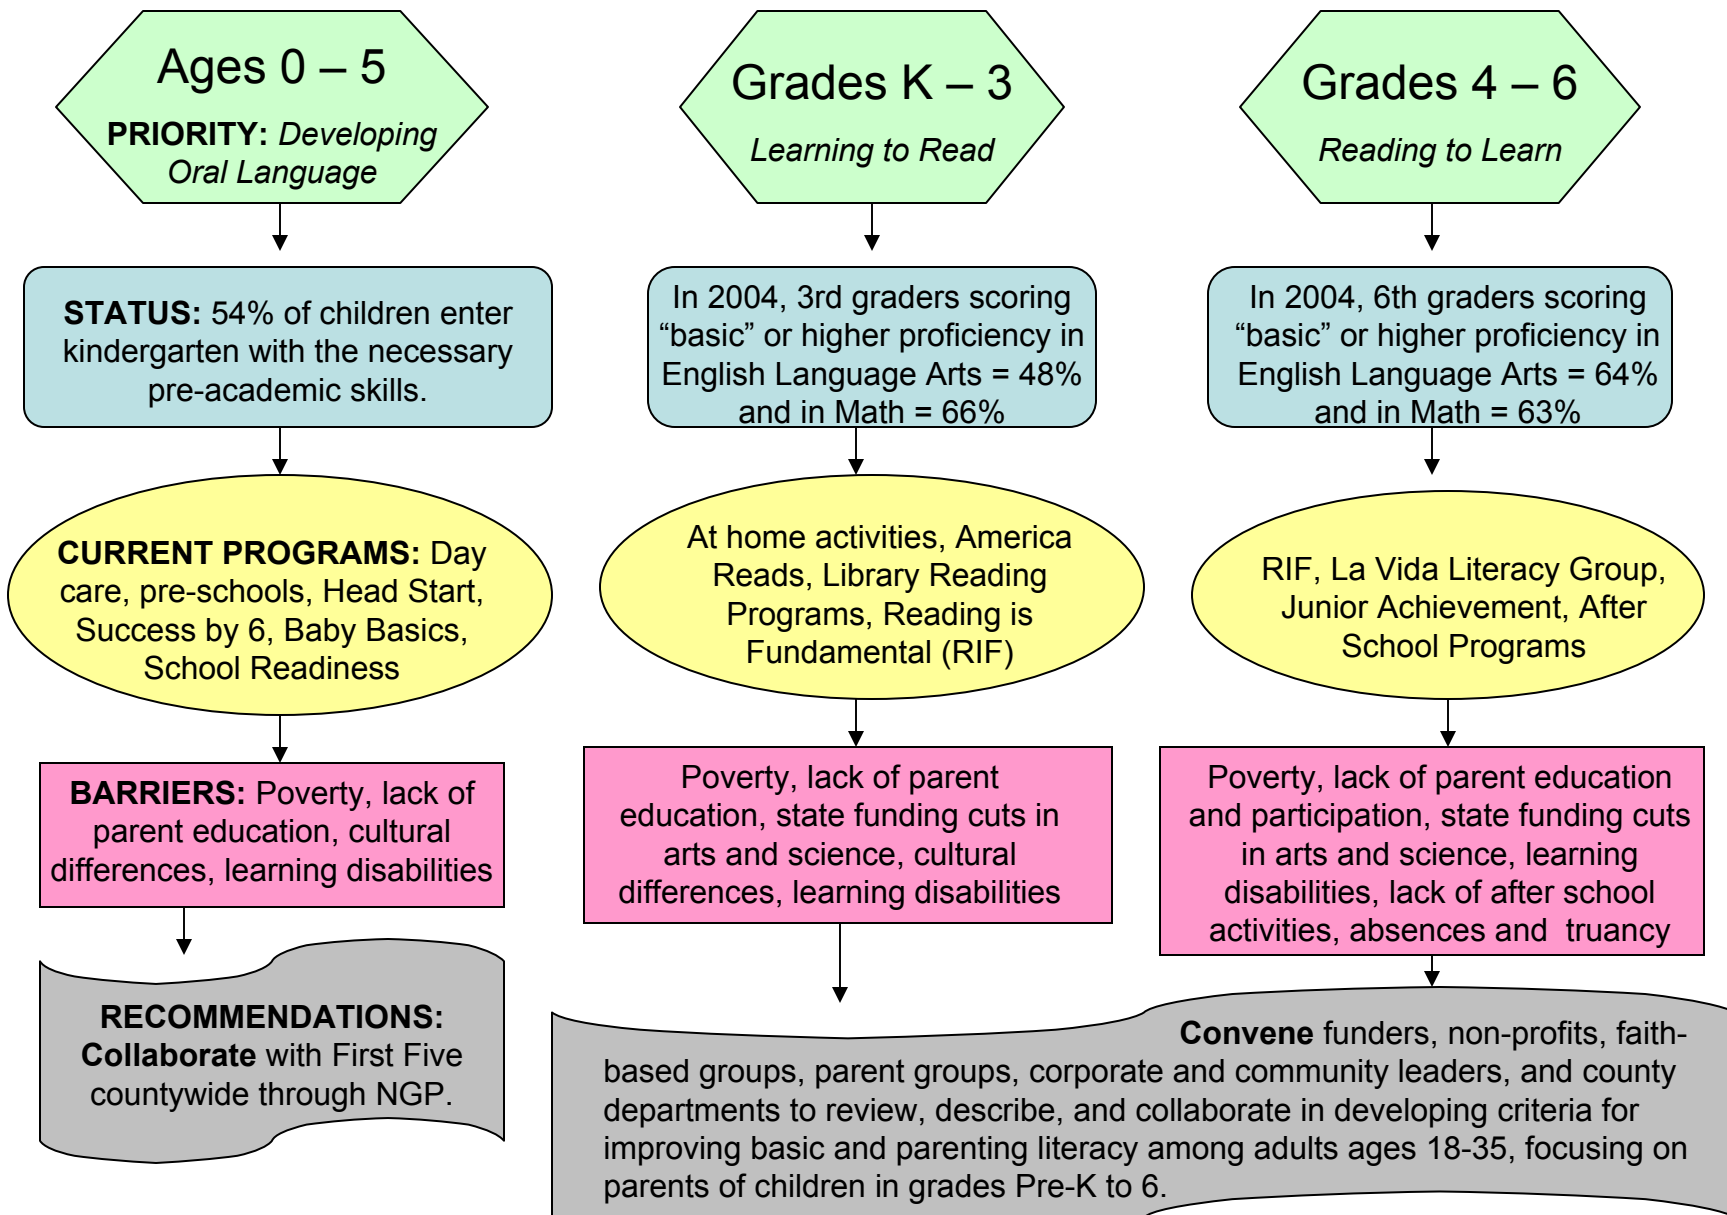 Ages 0 – 5
PRIORITY: Developing
Oral Language
STATUS: 54% of children enter
kindergarten with the necessary
pre-academic skills.
CURRENT PROGRAMS: Day
care, pre-schools, Head Start,
Success by 6, Baby Basics,
School Readiness
BARRIERS: Poverty, lack of
parent education, cultural
differences, learning disabilities
RECOMMENDATIONS:
Collaborate with First Five
countywide through NGP.
Grades K – 3
Learning to Read
In 2004, 3rd graders scoring
“basic” or higher proficiency in
English Language Arts = 48%
and in Math = 66%
At home activities, America
Reads, Library Reading
Programs, Reading is
Fundamental (RIF)
Poverty, lack of parent
education, state funding cuts in
arts and science, cultural
differences, learning disabilities
Grades 4 – 6
Reading to Learn
In 2004, 6th graders scoring
“basic” or higher proficiency in
English Language Arts = 64%
and in Math = 63%
RIF, La Vida Literacy Group,
Junior Achievement, After
School Programs
Poverty, lack of parent education
and participation, state funding cuts
in arts and science, learning
disabilities, lack of after school
activities, absences and  truancy
Convene funders, non-profits, faith-
based groups, parent groups, corporate and community leaders, and county
departments to review, describe, and collaborate in developing criteria for
improving basic and parenting literacy among adults ages 18-35, focusing on
parents of children in grades Pre-K to 6.